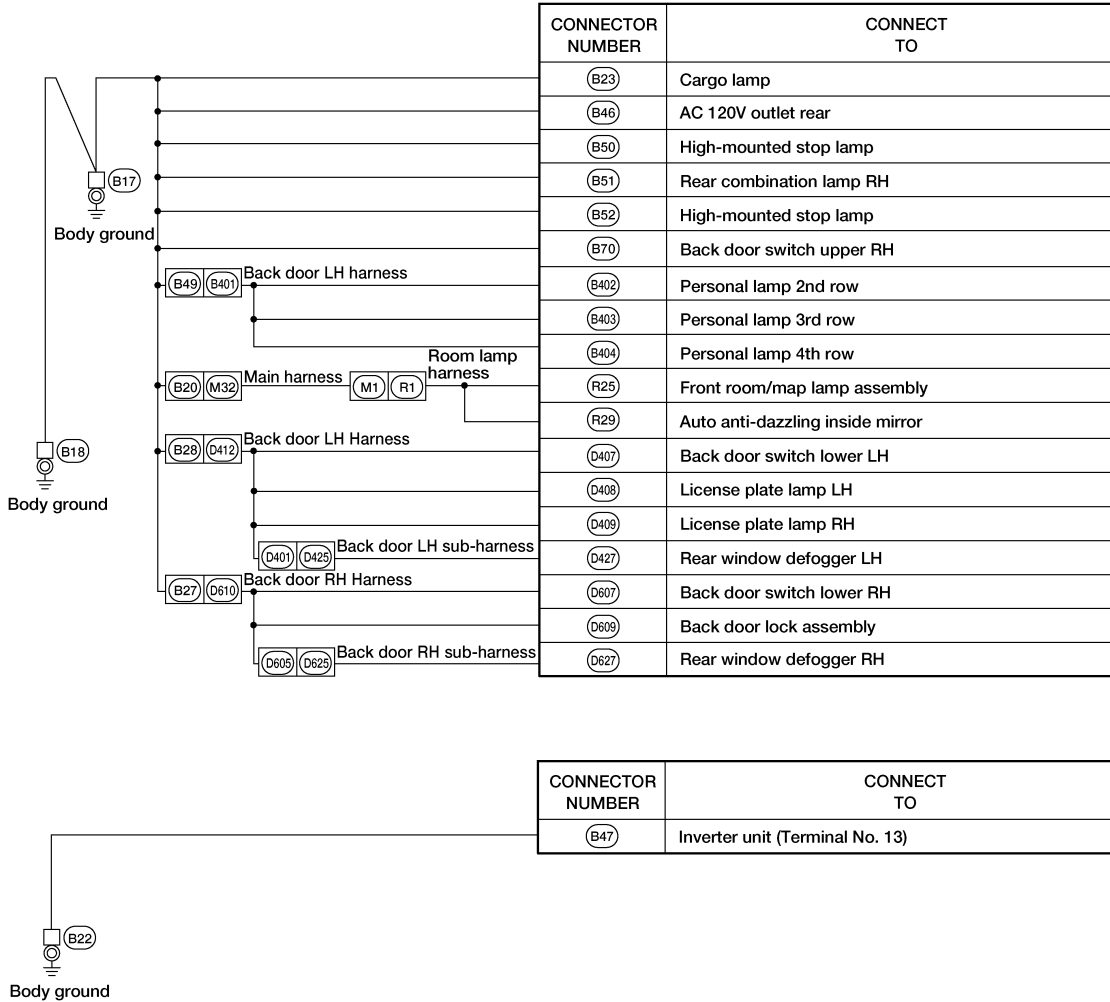 CONNECTOR NUMBER CONNECT TO
B23 Cargo lamp
B46 AC 120V outlet rear
B50 High-mounted stop lamp
B17 B51 Rear combination lamp RH
B52 High-mounted stop lamp
Body ground
B70 Back door switch upper RH
B49 B401 Back door LH harness B402 Personal lamp 2nd row
B403 Personal lamp 3rd row
B404 Personal lamp 4th row
Room lamp harness
B20 M32 Main harness M1 R1 R25 Front room/map lamp assembly
R29 Auto anti-dazzling inside mirror
B18 B28 D412 Back door LH Harness D407 Back door switch lower LH
D408 License plate lamp LH
Body ground
D409 License plate lamp RH
D401 D425 Back door LH sub-harness D427 Rear window defogger LH
B27 D610 Back door RH Harness D607 Back door switch lower RH
D609 Back door lock assembly
D605 D625 Back door RH sub-harness D627 Rear window defogger RH
CONNECTOR NUMBER CONNECT TO
B47 Inverter unit (Terminal No. 13)
B22
Body ground